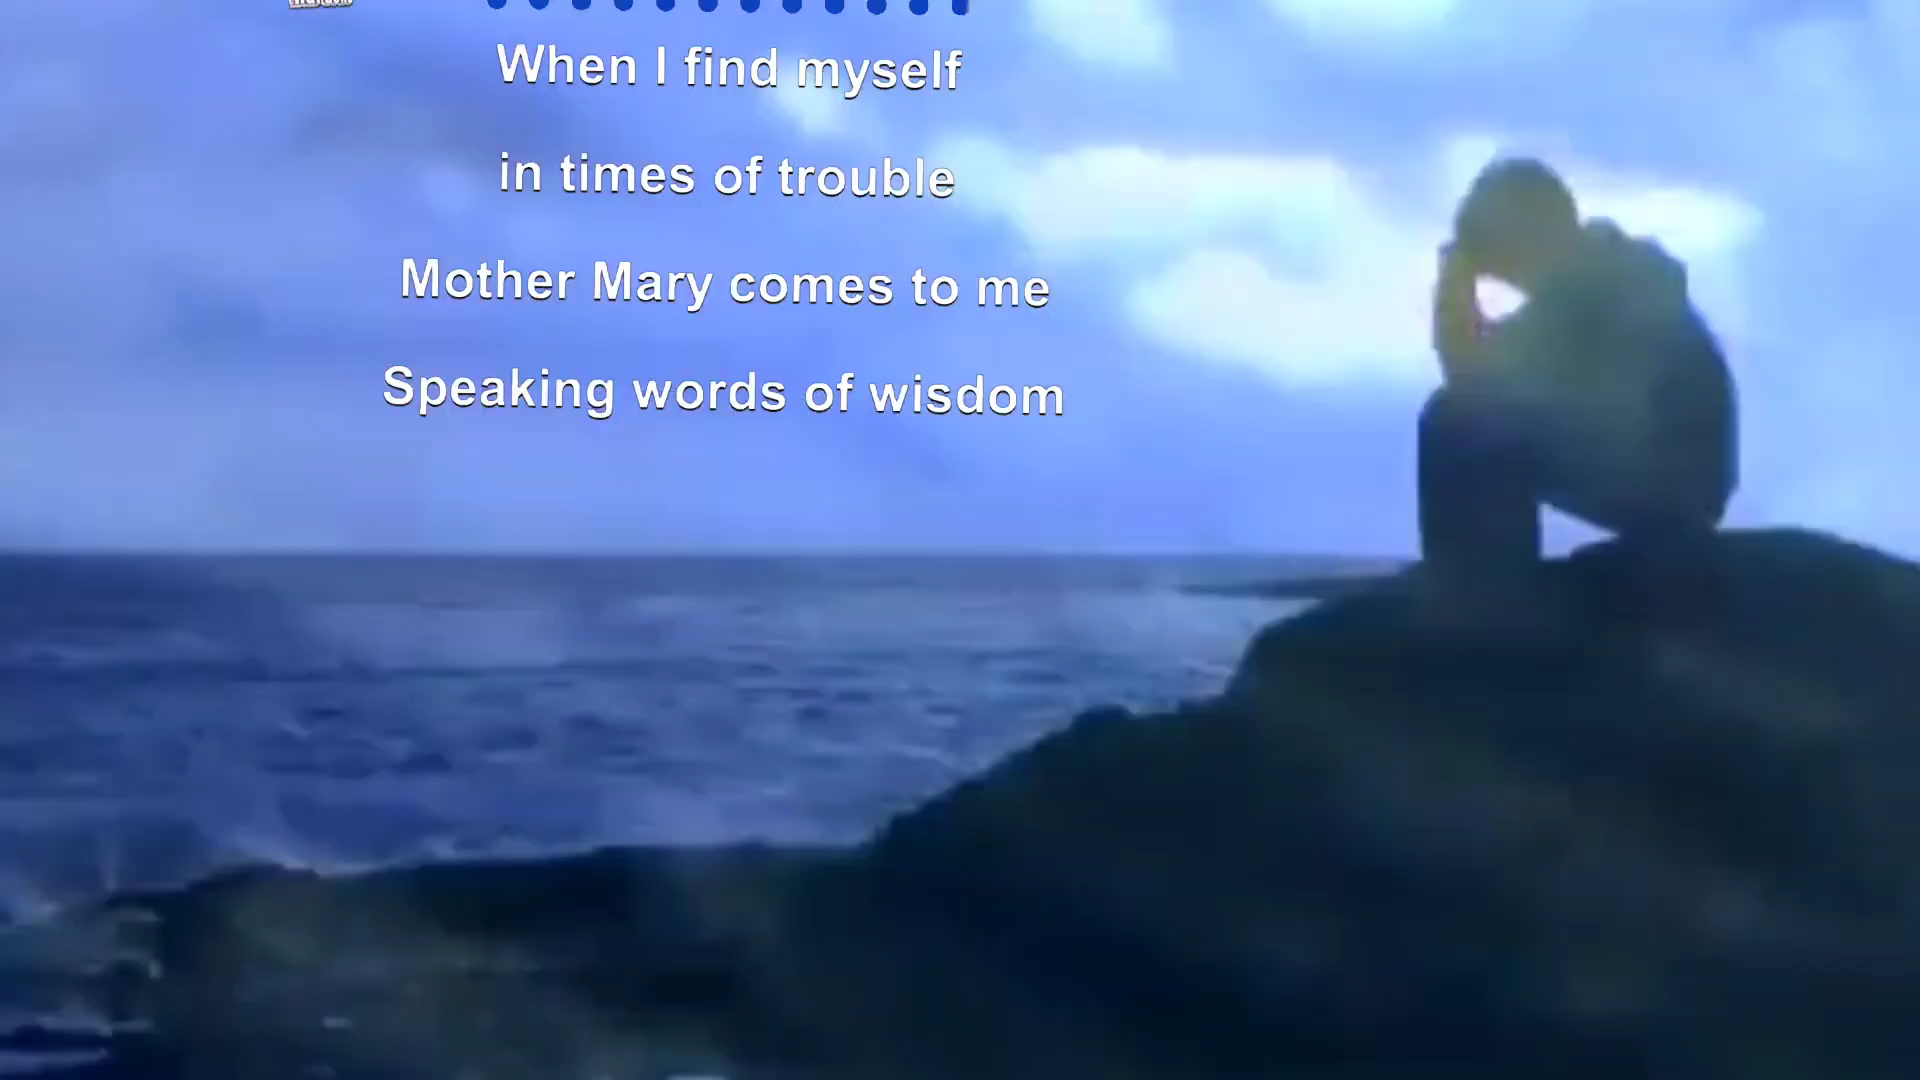 When I find myself
in times of trouble
Mother Mary comes to me
Speaking words of wisdom